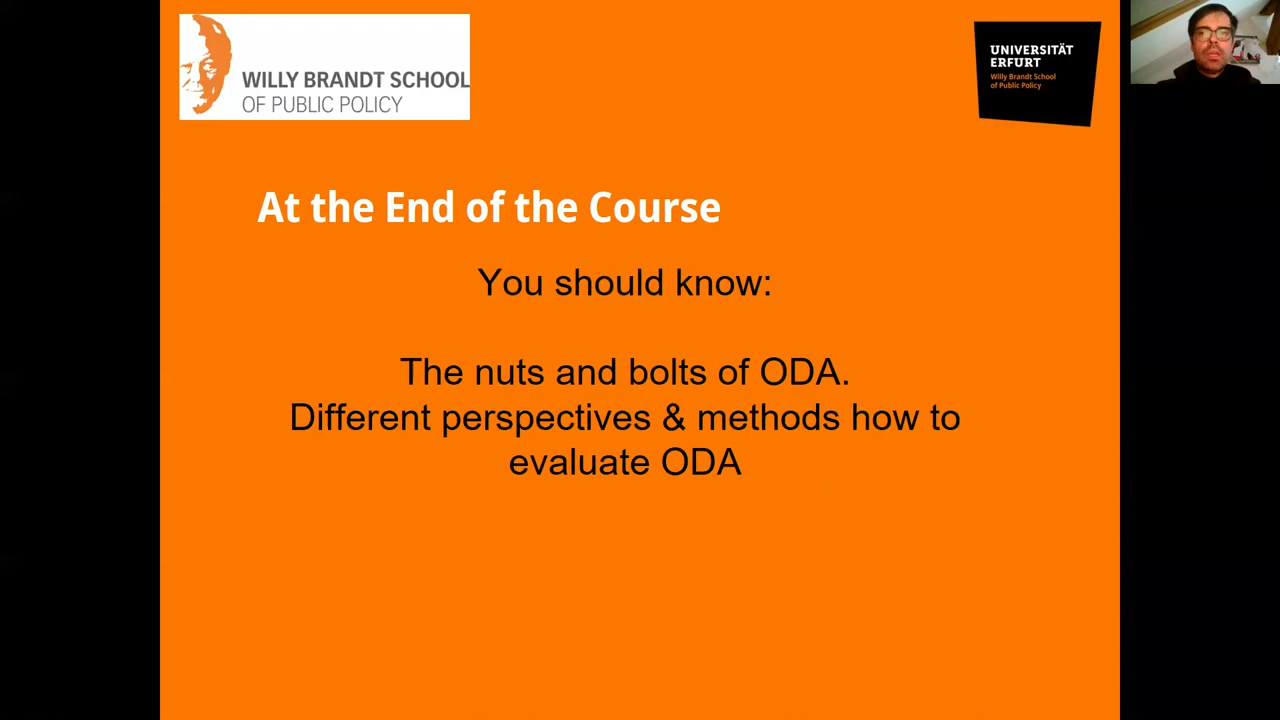 WILLY BRANDT SCHOOL
OF PUBLIC POLICY
UNIVERSITÄT
ERFURT
Willy Brandt School
of Public Policy
At the End of the Course
You should know:
The nuts and bolts of ODA.
Different perspectives & methods how to
evaluate ODA